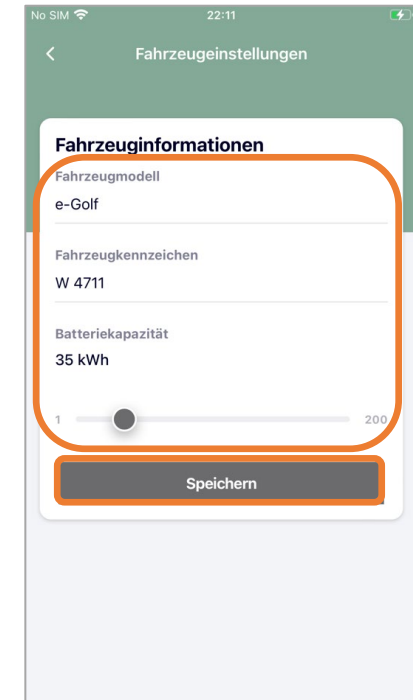 No SIM 22:11
Fahrzeugeinstellungen
Fahrzeuginformationen
Fahrzeugmodell
e-Golf
Fahrzeugkennzeichen
W 4711
Batteriekapazität
35 kWh
1 200
Speichern